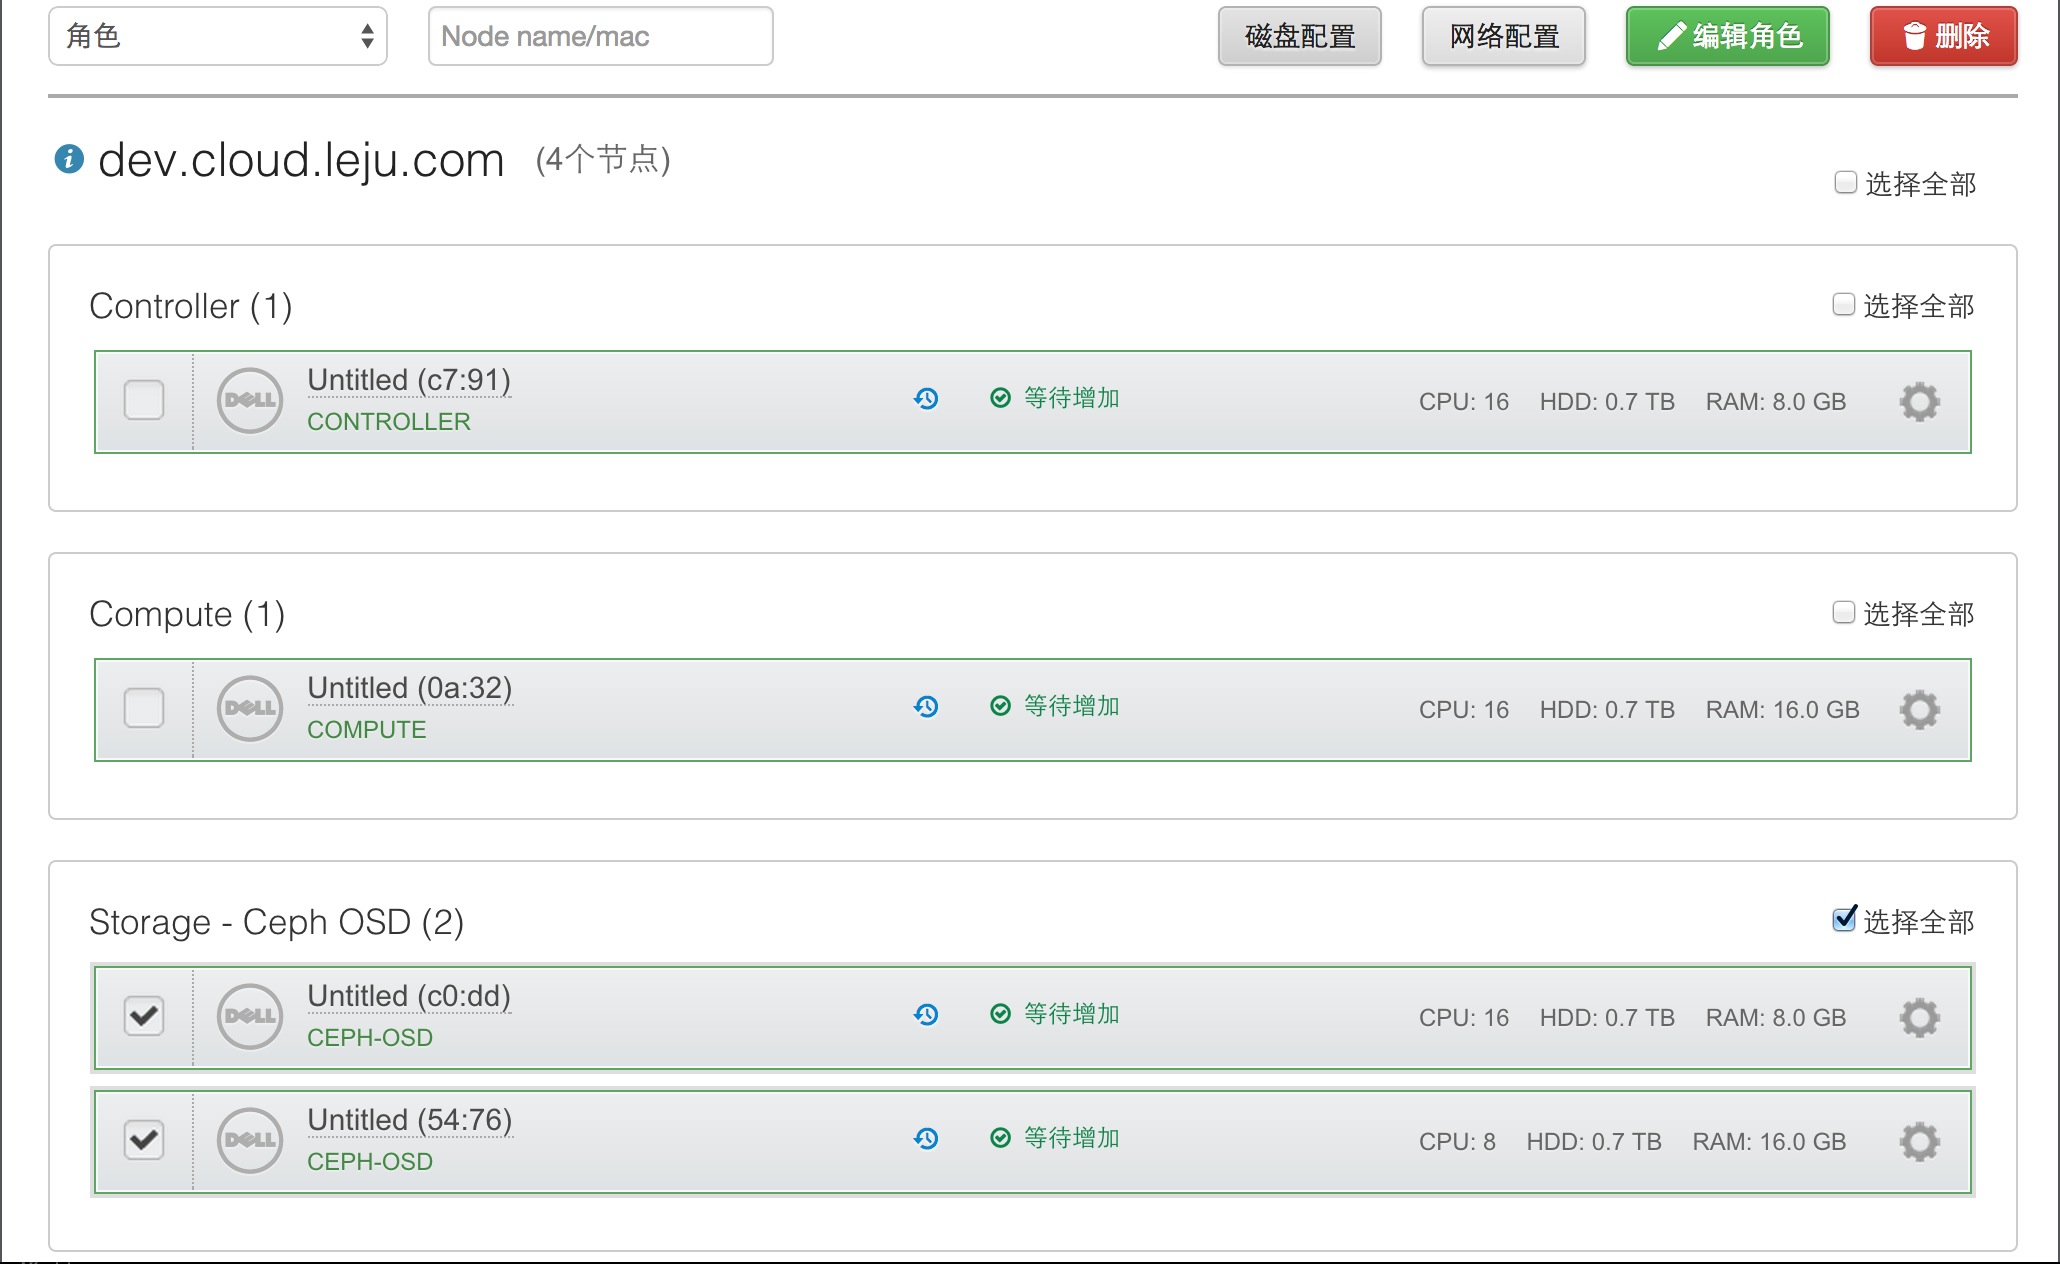 角色 Node name/mac 磁盘配置 网络配置 编辑角色 删除
dev.cloud.leju.com (4个节点)
选择全部
Controller (1) 选择全部
DELL Untitled (c7:91) 等待增加 CPU: 16 HDD: 0.7 TB RAM: 8.0 GB
CONTROLLER
Compute (1) 选择全部
DELL Untitled (0a:32) 等待增加 CPU: 16 HDD: 0.7 TB RAM: 16.0 GB
COMPUTE
Storage - Ceph OSD (2) 选择全部
DELL Untitled (c0:dd) 等待增加 CPU: 16 HDD: 0.7 TB RAM: 8.0 GB
CEPH-OSD
DELL Untitled (54:76) 等待增加 CPU: 8 HDD: 0.7 TB RAM: 16.0 GB
CEPH-OSD